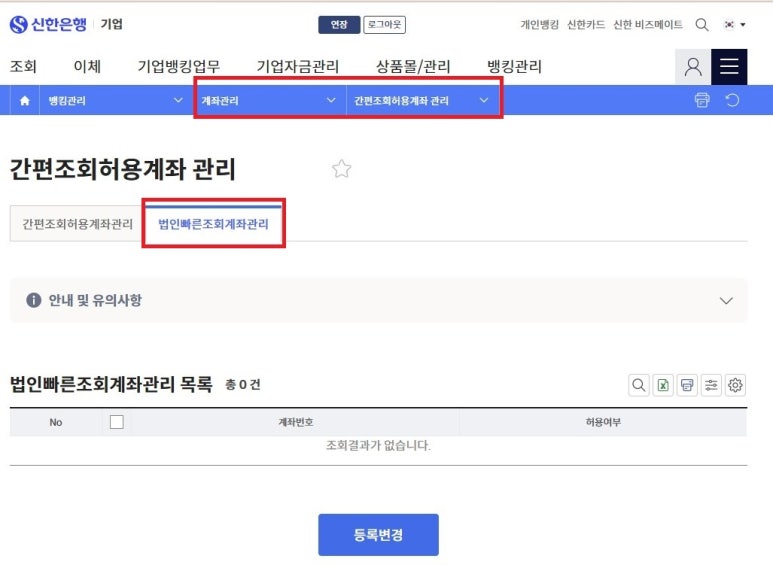 신한은행 기업 연장 로그아웃 개인뱅킹 신한카드 신한 비즈메이트
조회 이체 기업뱅킹업무 기업자금관리 상품몰/관리 뱅킹관리
뱅킹관리 계좌관리 간편조회허용계좌 관리
간편조회허용계좌 관리
간편조회허용계좌관리 법인빠른조회계좌관리
안내 및 유의사항
법인빠른조회계좌관리 목록 총 0 건
No 계좌번호 허용여부
조회결과가 없습니다.
등록변경